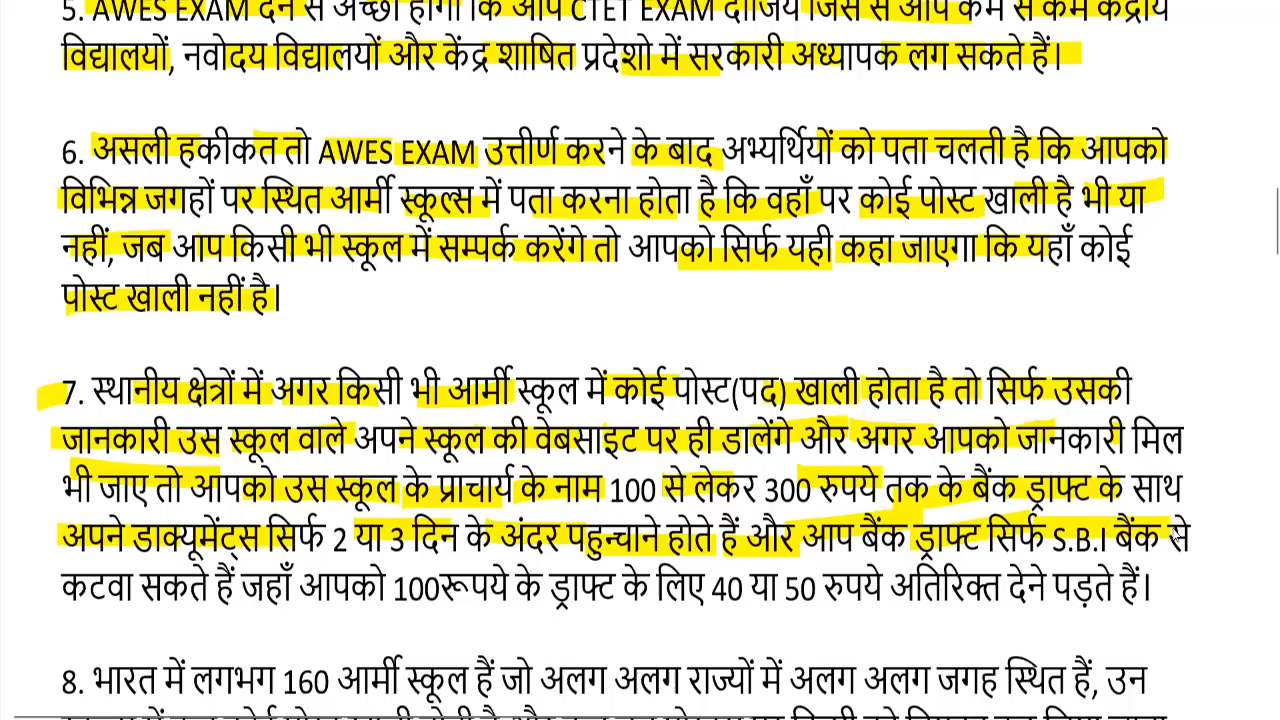 5. AWES EXAM देने से अच्छा होगा कि आप CTET EXAM दीजिये जिस से आप कम से कम केंद्रीय
विद्यालयों, नवोदय विद्यालयों और केंद्र शाषित प्रदेशो में सरकारी अध्यापक लग सकते हैं।
6. असली हकीकत तो AWES EXAM उत्तीर्ण करने के बाद अभ्यर्थियों को पता चलती है कि आपको
विभिन्न जगहों पर स्थित आर्मी स्कूल्स में पता करना होता है कि वहाँ पर कोई पोस्ट खाली है भी या
नहीं, जब आप किसी भी स्कूल में सम्पर्क करेंगे तो आपको सिर्फ यही कहा जाएगा कि यहाँ कोई
पोस्ट खाली नहीं है।
7. स्थानीय क्षेत्रों में अगर किसी भी आर्मी स्कूल में कोई पोस्ट(पद) खाली होता है तो सिर्फ उसकी
जानकारी उस स्कूल वाले अपने स्कूल की वेबसाइट पर ही डालेंगे और अगर आपको जानकारी मिल
भी जाए तो आपको उस स्कूल के प्राचार्य के नाम 100 से लेकर 300 रुपये तक के बैंक ड्राफ्ट के साथ
अपने डाक्यूमेंट्स सिर्फ 2 या 3 दिन के अंदर पहुन्चाने होते हैं और आप बैंक ड्राफ्ट सिर्फ S.B.I बैंक से
कटवा सकते हैं जहाँ आपको 100रूपये के ड्राफ्ट के लिए 40 या 50 रुपये अतिरिक्त देने पड़ते हैं।
8. भारत में लगभग 160 आर्मी स्कूल हैं जो अलग अलग राज्यों में अलग अलग जगह स्थित हैं, उन